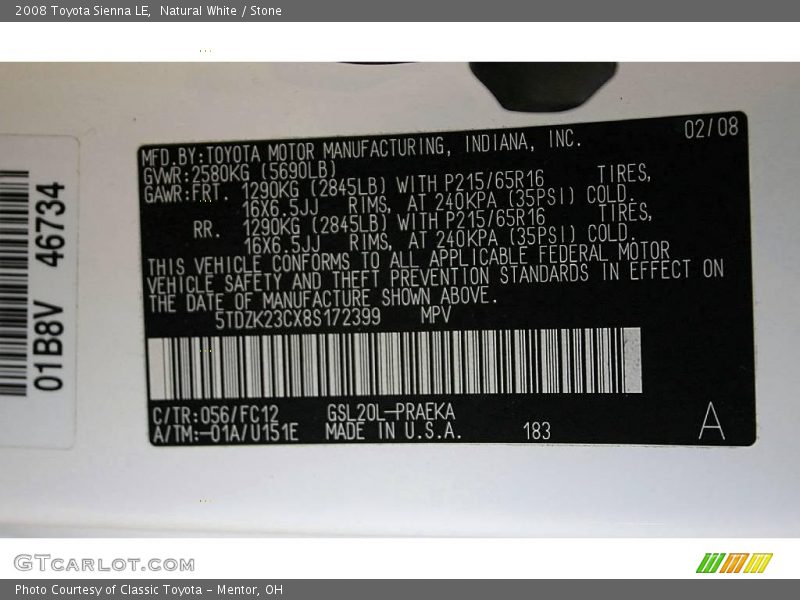 2008 Toyota Sienna LE, Natural White / Stone
02/08
MFD.BY:TOYOTA MOTOR MANUFACTURING, INDIANA, INC.
GVWR:2580KG (5690LB)
GAWR:FRT. 1290KG (2845LB) WITH P215/65R16 TIRES,
16X6.5JJ RIMS, AT 240KPA (35PSI) COLD.
RR. 1290KG (2845LB) WITH P215/65R16 TIRES,
16X6.5JJ RIMS, AT 240KPA (35PSI) COLD.
THIS VEHICLE CONFORMS TO ALL APPLICABLE FEDERAL MOTOR
VEHICLE SAFETY AND THEFT PREVENTION STANDARDS IN EFFECT ON
THE DATE OF MANUFACTURE SHOWN ABOVE.
5TDZK23CX8S172399 MPV
C/TR:056/FC12 GSL20L-PRAEKA
A/TM:-01A/U151E MADE IN U.S.A. 183 A
01B8V 46734
GTCARLOT.COM
Photo Courtesy of Classic Toyota - Mentor, OH